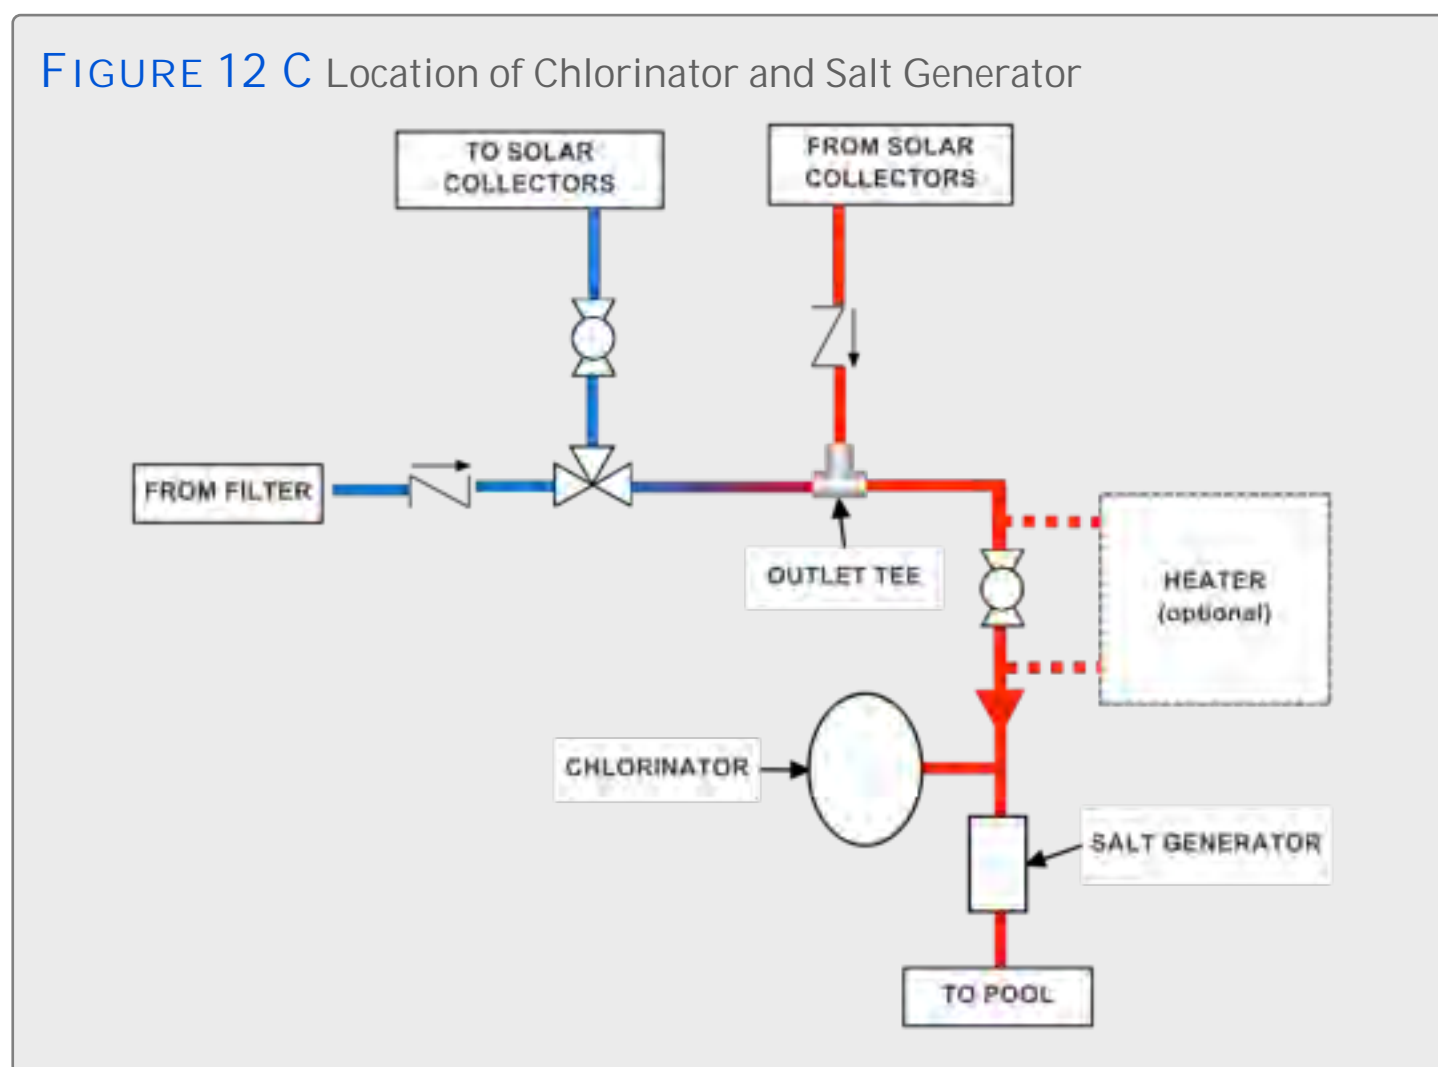 FIGURE 12 C Location of Chlorinator and Salt Generator
TO SOLAR
COLLECTORS
FROM SOLAR
COLLECTORS
FROM FILTER
OUTLET TEE
HEATER
(optional)
CHLORINATOR
SALT GENERATOR
TO POOL